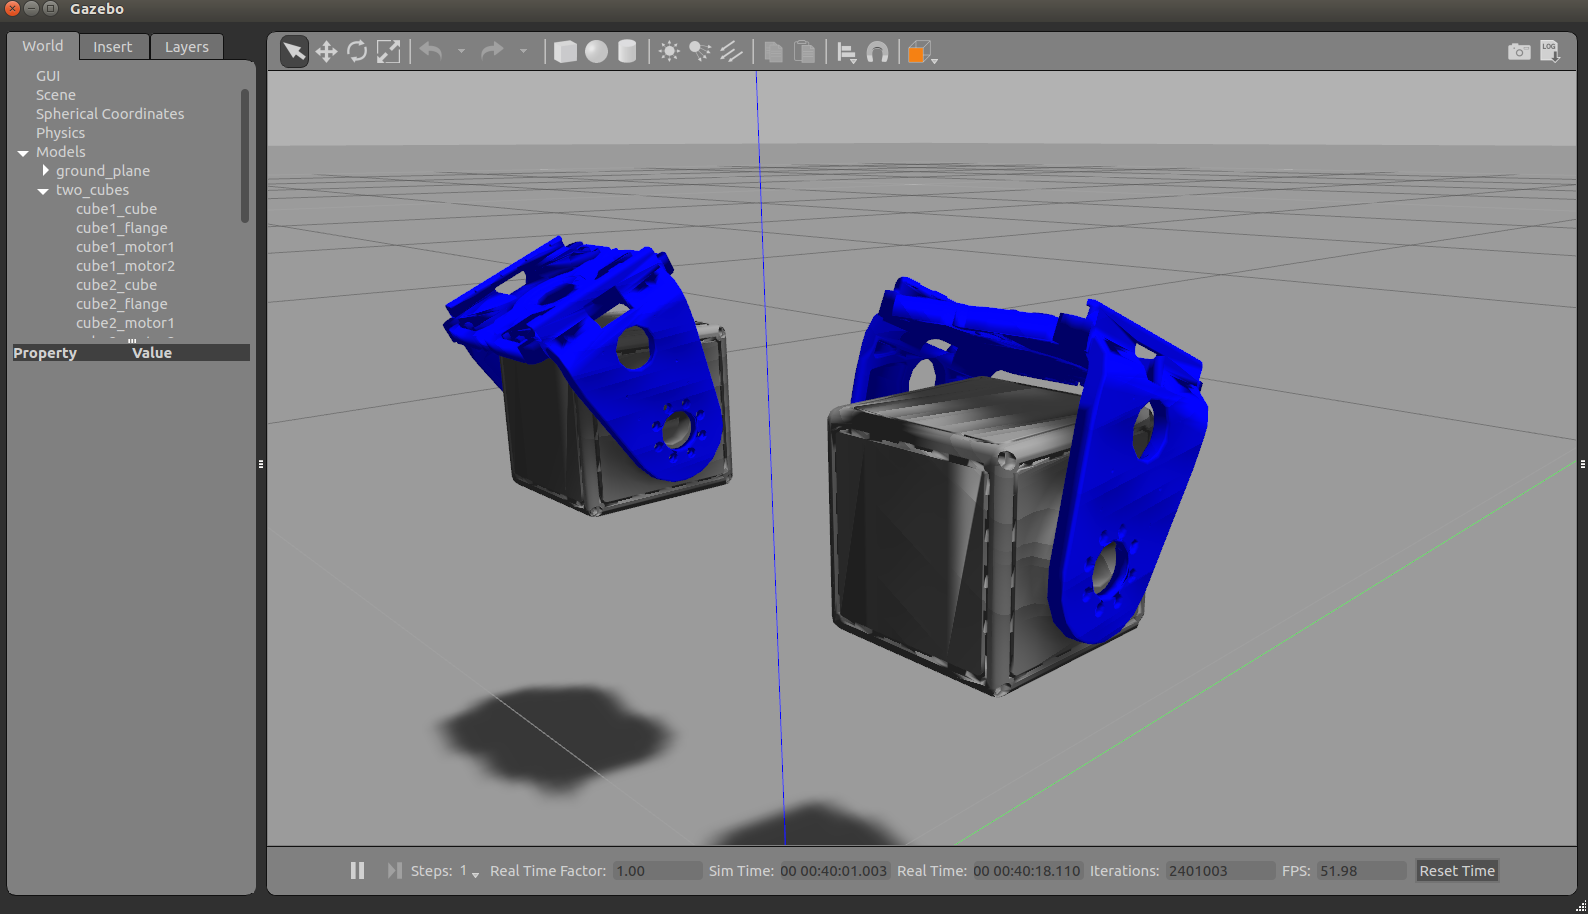 Gazebo
World Insert Layers
GUI
Scene
Spherical Coordinates
Physics
Models
ground_plane
two_cubes
cube1_cube
cube1_flange
cube1_motor1
cube1_motor2
cube2_cube
cube2_flange
cube2_motor1
Property Value
LOG
Steps: 1 Real Time Factor: 1.00 Sim Time: 00 00:40:01.003 Real Time: 00 00:40:18.110 Iterations: 2401003 FPS: 51.98 Reset Time